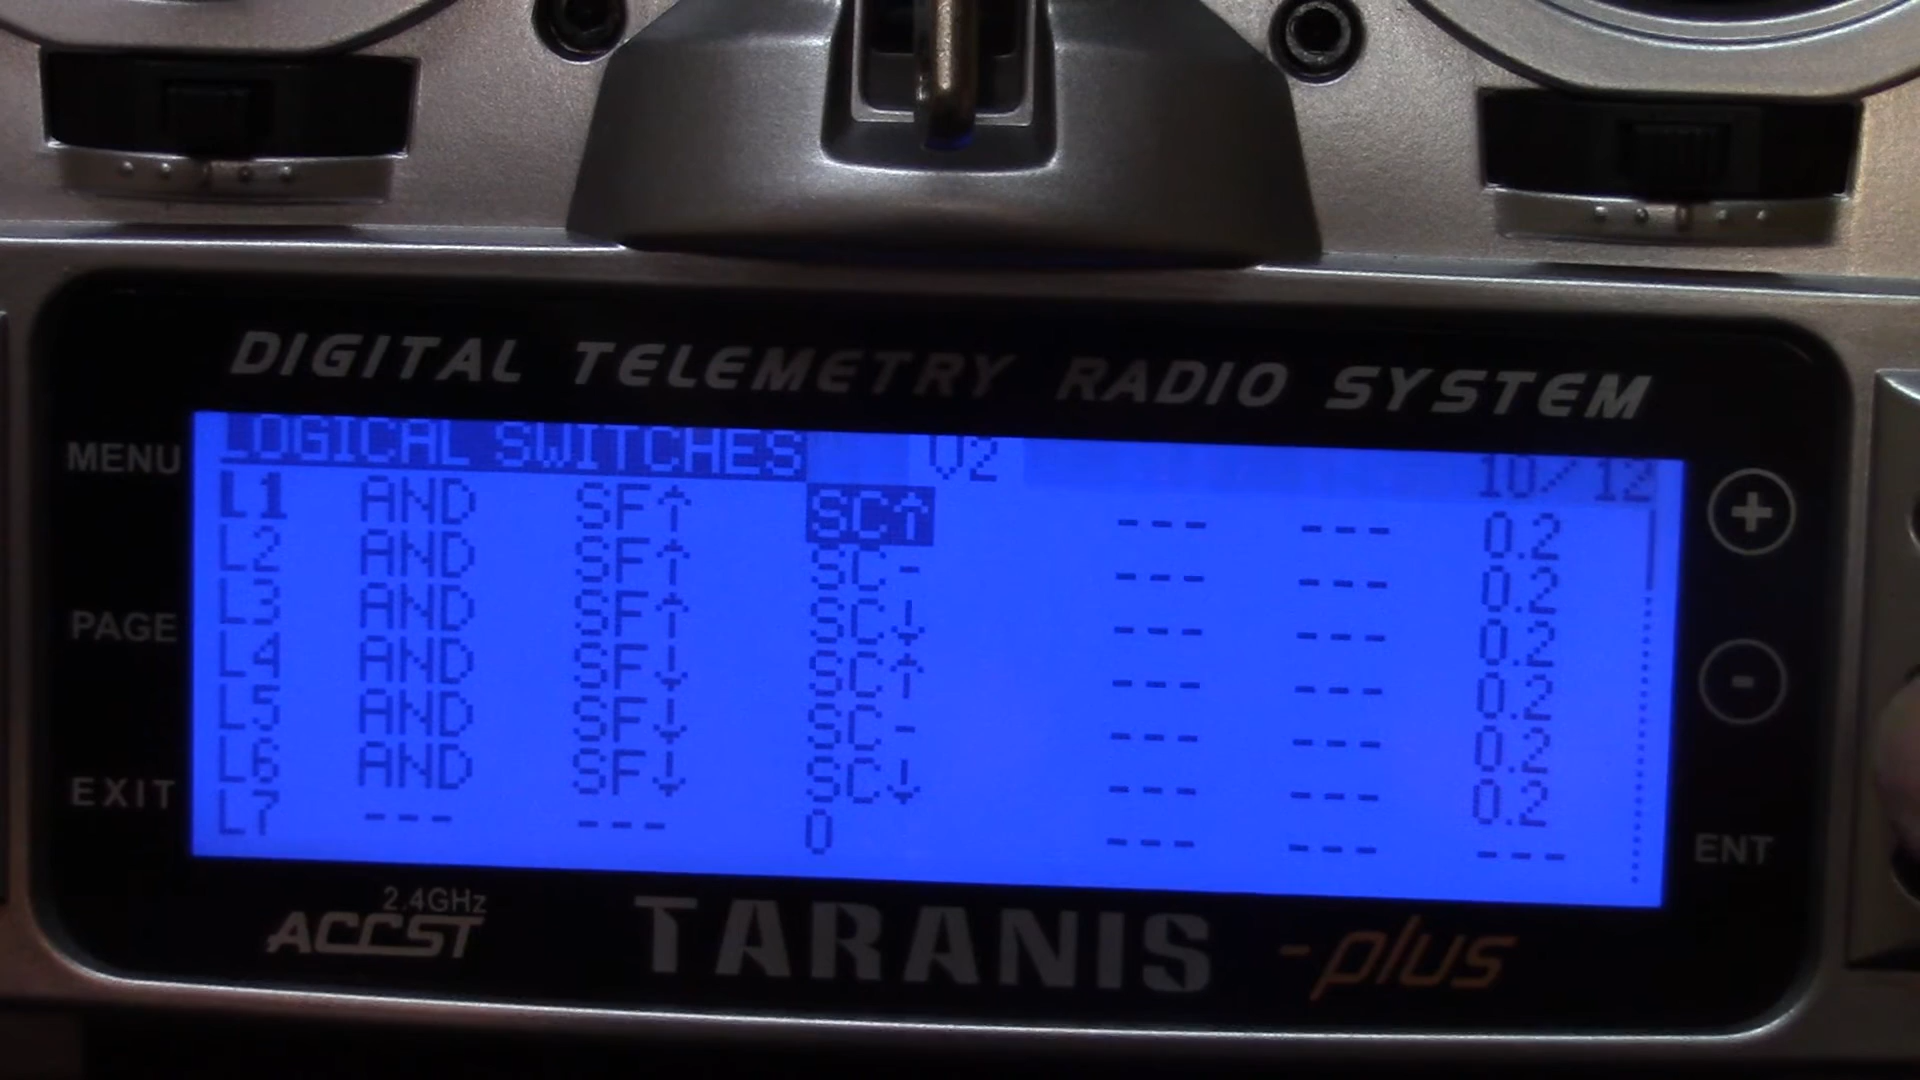 DIGITAL TELEMETRY RADIO SYSTEM
MENU
PAGE
EXIT
LOGICAL SWITCHES V2 10/12
L1 AND SF↑ SC↑ --- --- 0.2
L2 AND SF↑ SC- --- --- 0.2
L3 AND SF↑ SC↓ --- --- 0.2
L4 AND SF↓ SC↑ --- --- 0.2
L5 AND SF↓ SC- --- --- 0.2
L6 AND SF↓ SC↓ --- --- 0.2
L7 --- --- 0 --- --- ---
+
-
ENT
2.4GHz
ACCST
TARANIS -plus